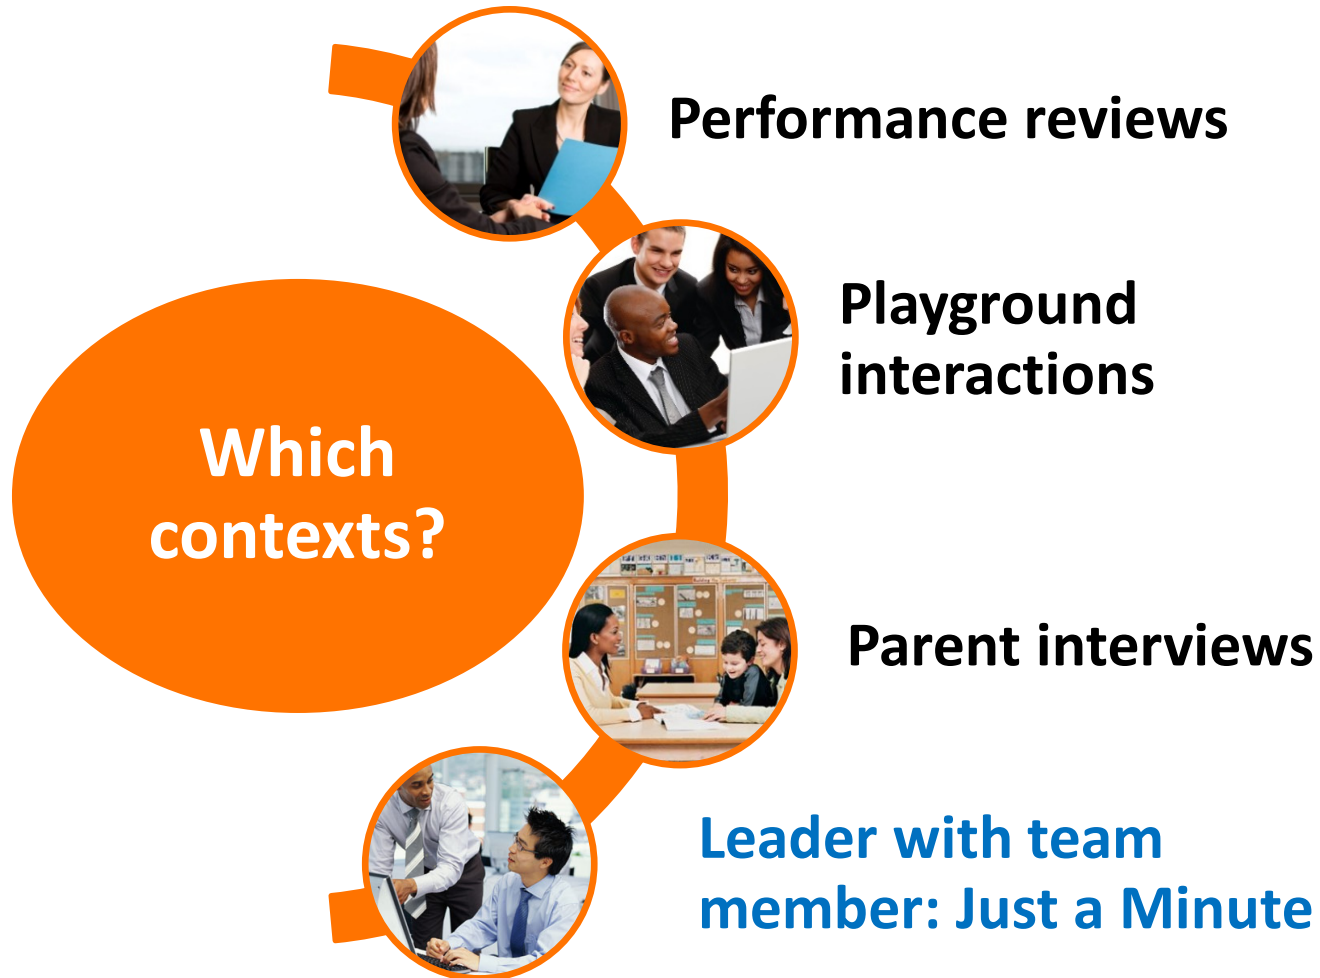 Performance reviews
Playground
interactions
Which
contexts?
Parent interviews
Leader with team
member: Just a Minute